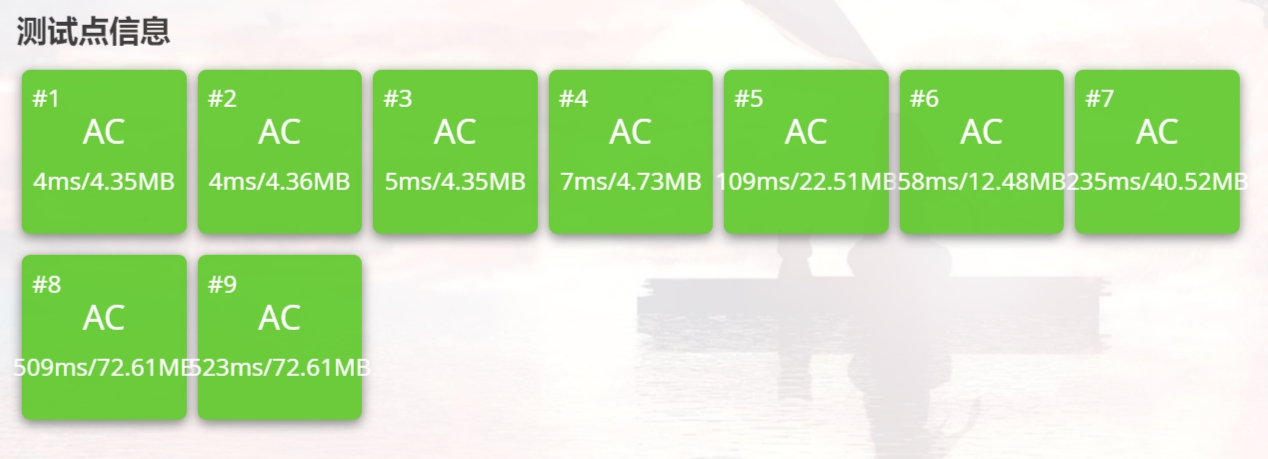 测试点信息
#1 #2 #3 #4 #5 #6 #7
AC AC AC AC AC AC AC
4ms/4.35MB 4ms/4.36MB 5ms/4.35MB 7ms/4.73MB 109ms/22.51MB 58ms/12.48MB 235ms/40.52MB
#8 #9
AC AC
509ms/72.61MB 523ms/72.61MB